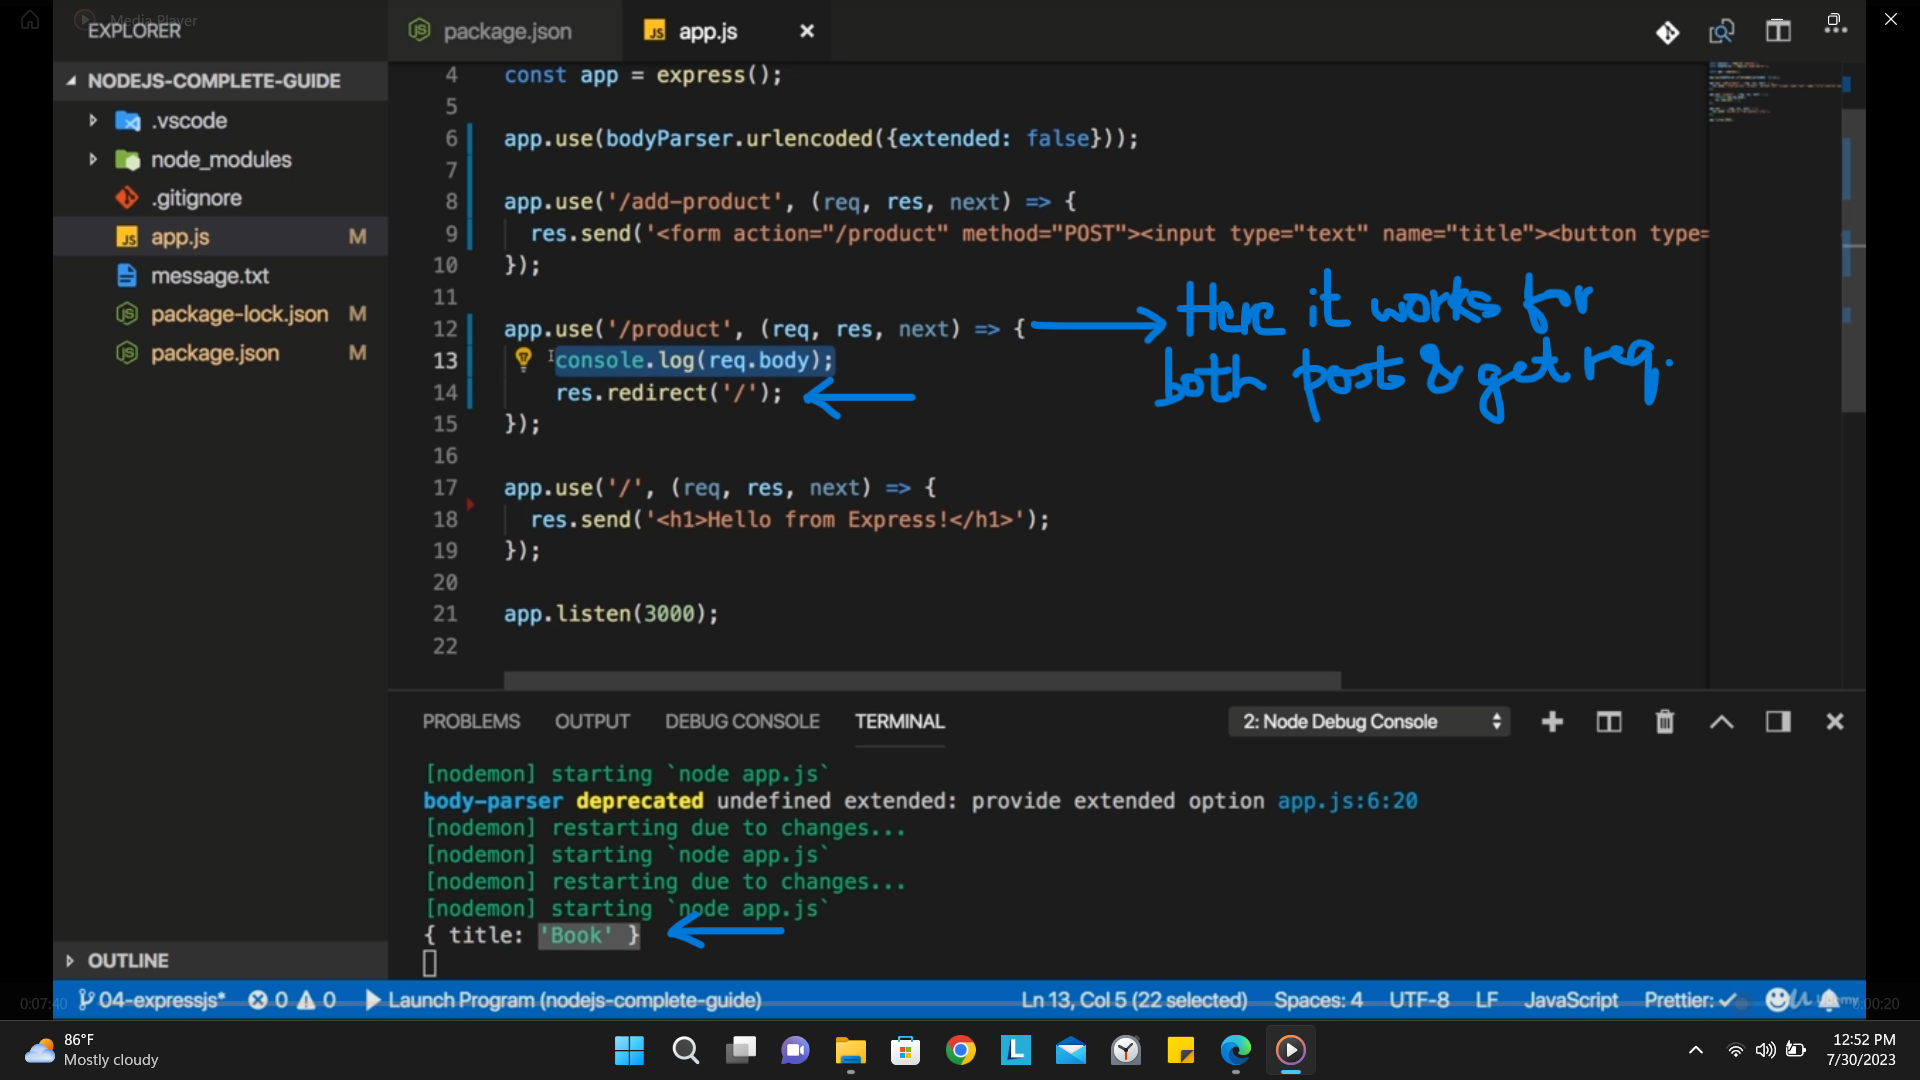 Media Player
EXPLORER
package.json
app.js
NODEJS-COMPLETE-GUIDE
.vscode
node_modules
.gitignore
app.js M
message.txt
package-lock.json M
package.json M
4 const app = express();
5
6 app.use(bodyParser.urlencoded({extended: false}));
7
8 app.use('/add-product', (req, res, next) => {
9 res.send('<form action="/product" method="POST"><input type="text" name="title"><button type=
10 });
11
12 app.use('/product', (req, res, next) => {
13 console.log(req.body);
14 res.redirect('/');
15 });
16
17 app.use('/', (req, res, next) => {
18 res.send('<h1>Hello from Express!</h1>');
19 });
20
21 app.listen(3000);
22
Here it works for
both post & get req.
PROBLEMS OUTPUT DEBUG CONSOLE TERMINAL 2: Node Debug Console
[nodemon] starting `node app.js`
body-parser deprecated undefined extended: provide extended option app.js:6:20
[nodemon] restarting due to changes...
[nodemon] starting `node app.js`
[nodemon] restarting due to changes...
[nodemon] starting `node app.js`
{ title: 'Book' }
OUTLINE
0:07:40 04-expressjs* 0 0 Launch Program (nodejs-complete-guide) Ln 13, Col 5 (22 selected) Spaces: 4 UTF-8 LF JavaScript Prettier: ✓ 0:00:20
86°F
Mostly cloudy
12:52 PM
7/30/2023